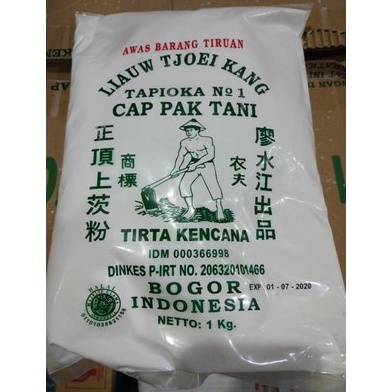 AWAS BARANG TIRUAN
LIAUW TJOEI KANG
TAPIOKA No 1
CAP PAK TANI
正頂上茨粉
商標
农夫
廖水江出品
TIRTA KENCANA
IDM 000366998
DINKES P-IRT NO. 206320101466
BOGOR
EXP 01 - 07 - 2020
INDONESIA
NETTO: 1 Kg.
HALAL